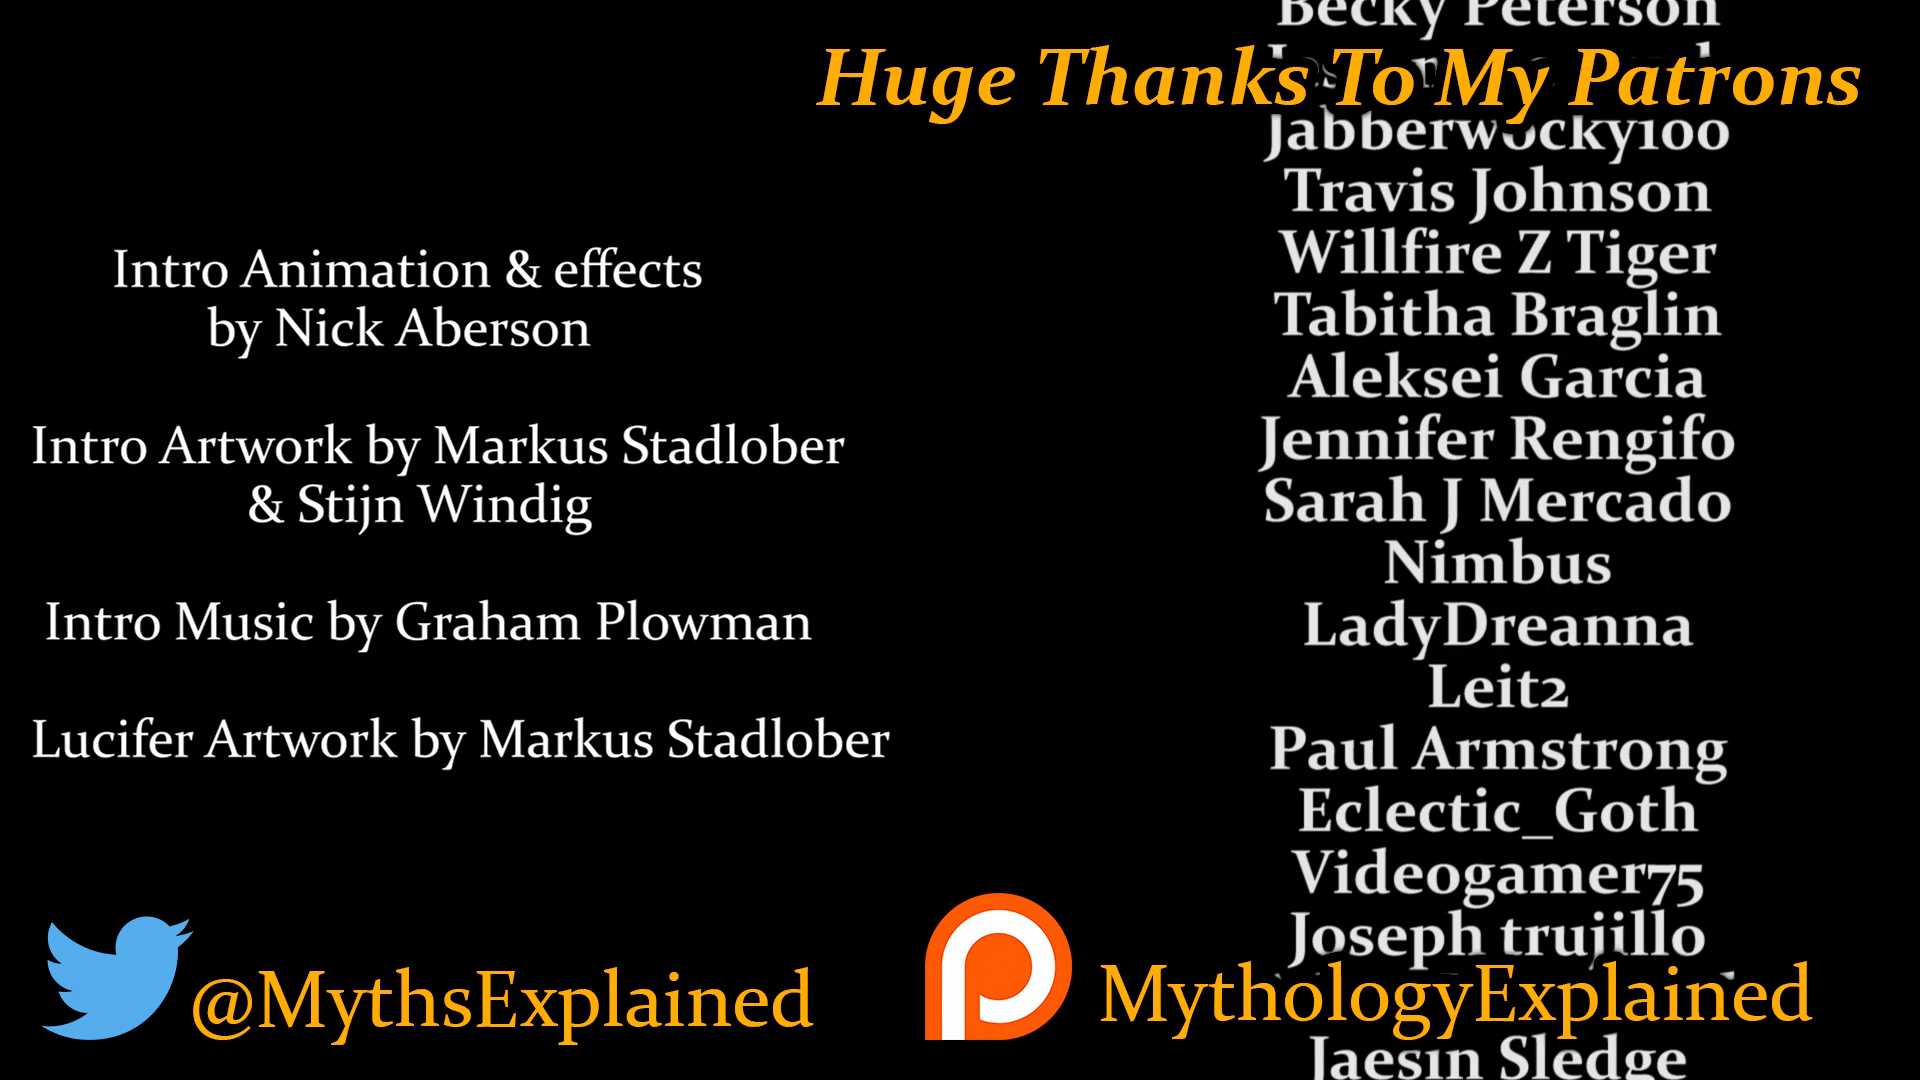 Intro Animation & effects
by Nick Aberson
Intro Artwork by Markus Stadlober
& Stijn Windig
Intro Music by Graham Plowman
Lucifer Artwork by Markus Stadlober
@MythsExplained
Huge Thanks To My Patrons
Becky Peterson
Jabberwocky100
Travis Johnson
Willfire Z Tiger
Tabitha Braglin
Aleksei Garcia
Jennifer Rengifo
Sarah J Mercado
Nimbus
LadyDreanna
Leit2
Paul Armstrong
Eclectic_Goth
Videogamer75
Joseph trujillo
MythologyExplained
Jaesin Sledge